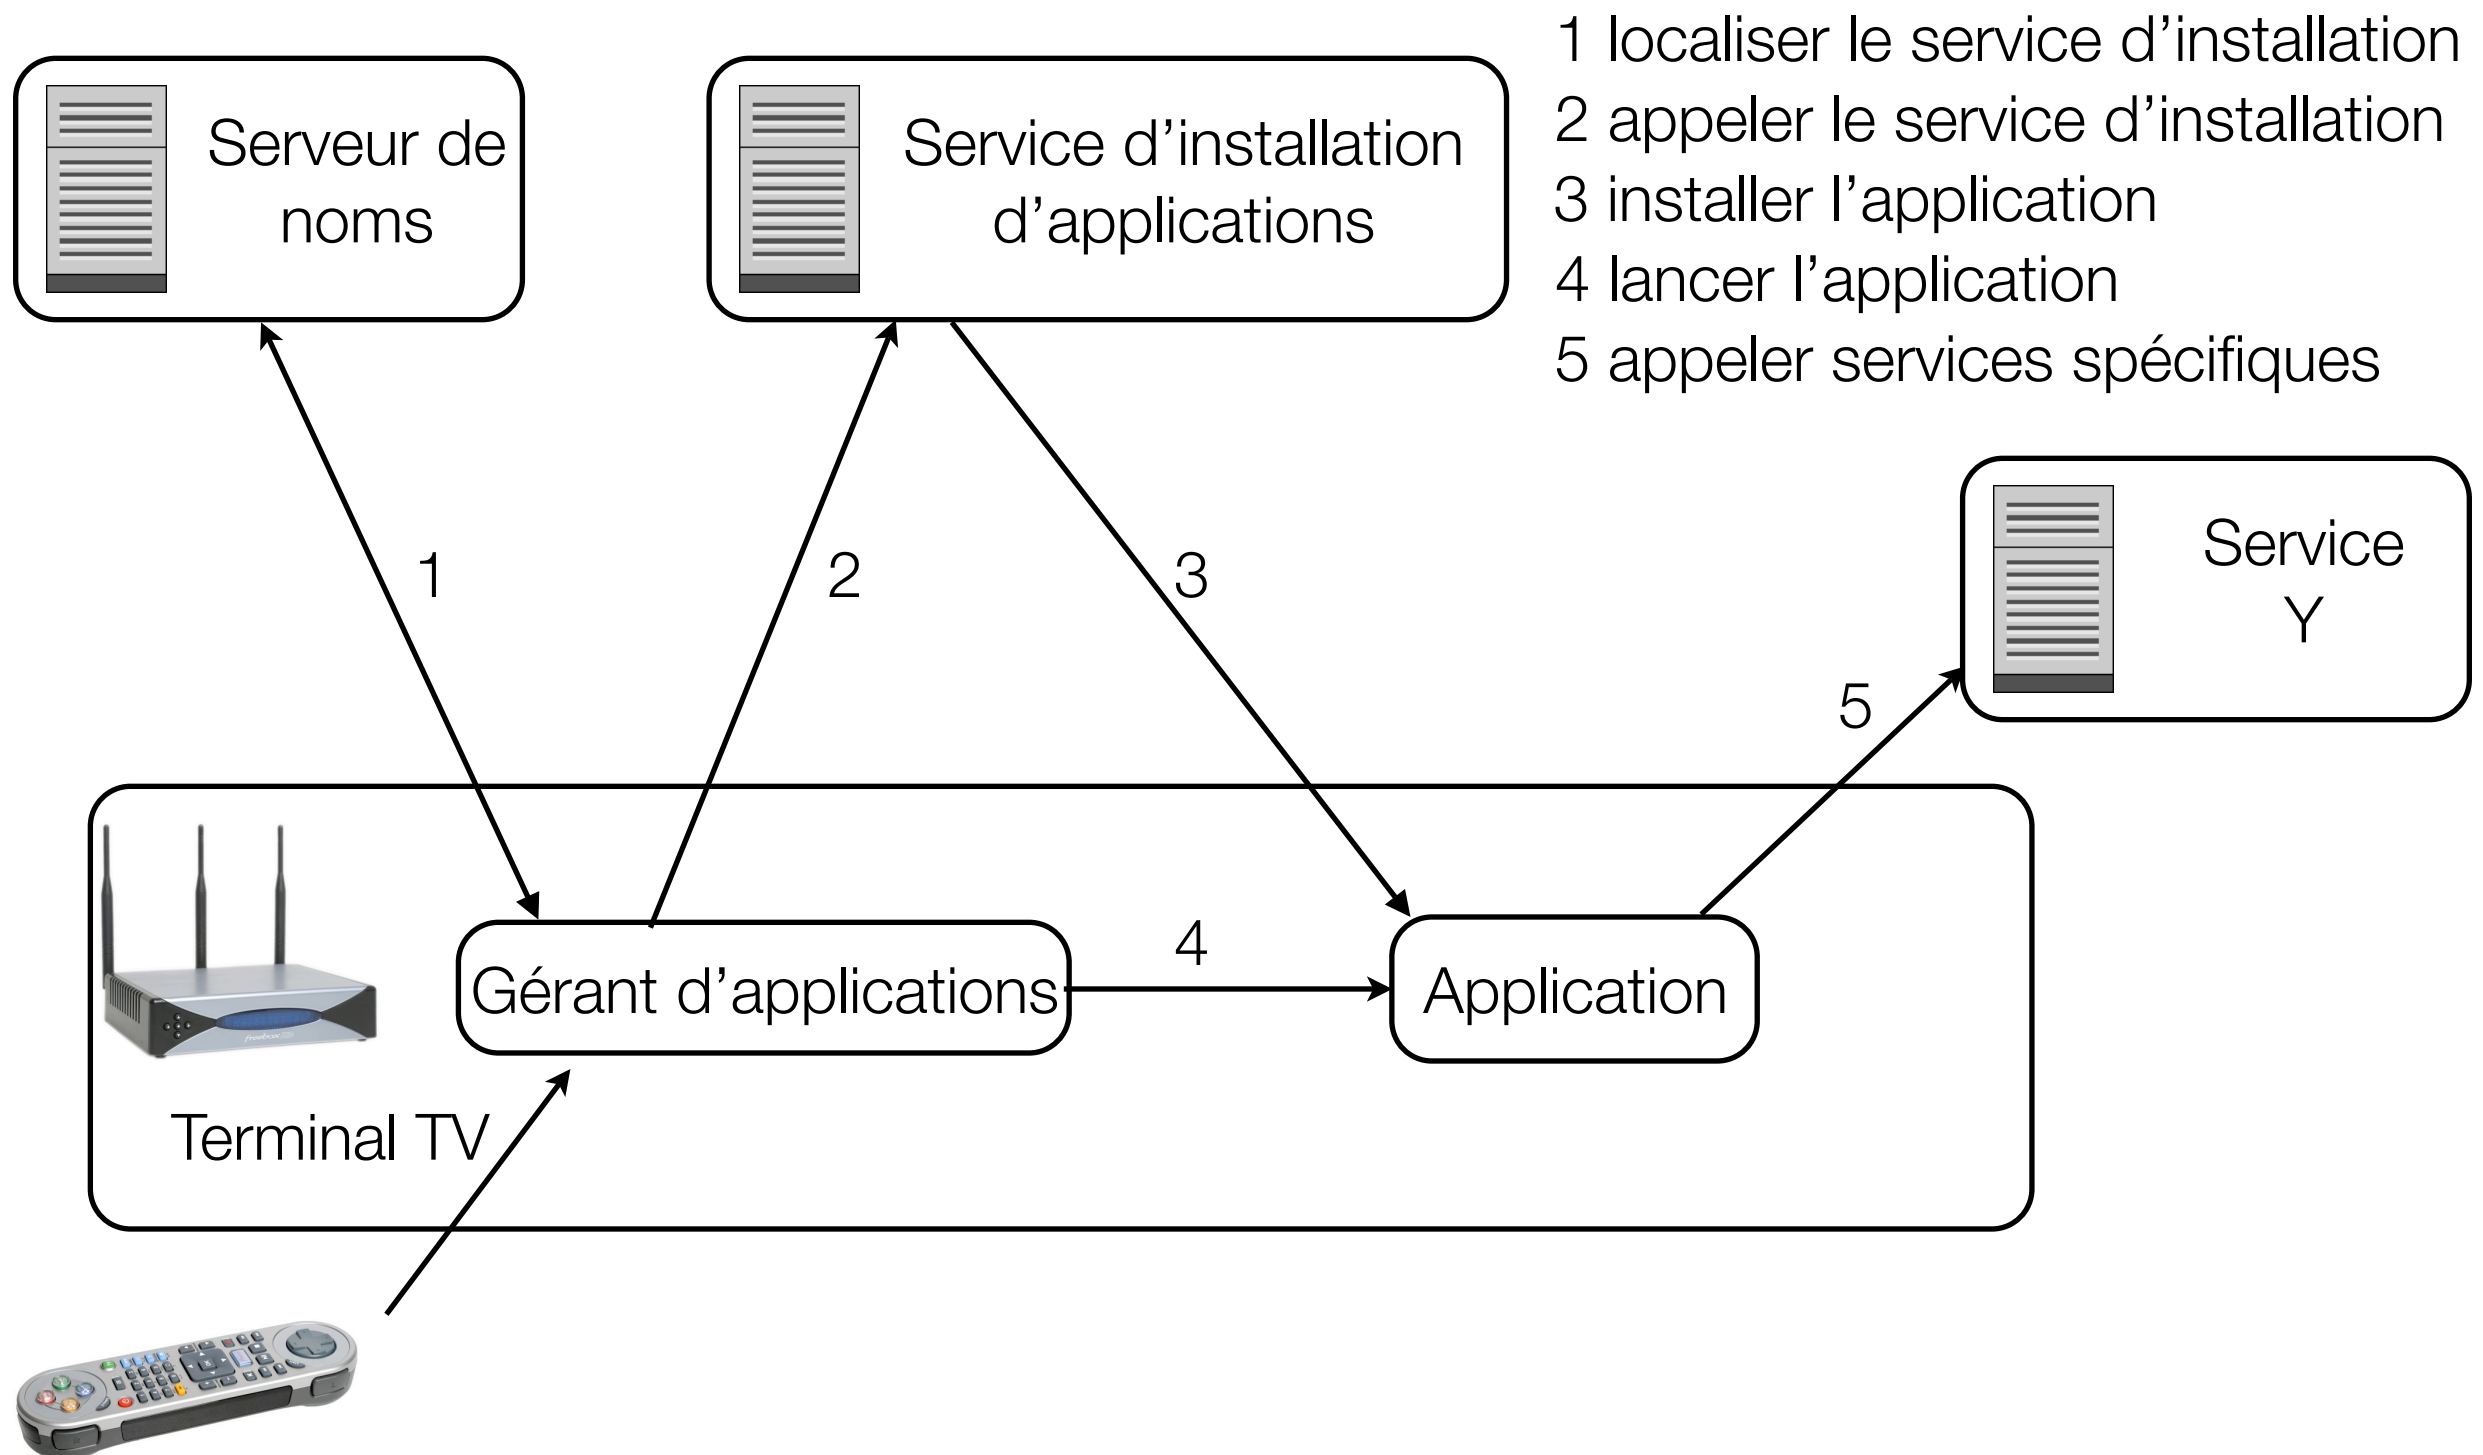 1 localiser le service d’installation
2 appeler le service d’installation
3 installer l’application
4 lancer l’application
5 appeler services spécifiques
Serveur de
noms
Service d’installation
d’applications
Service
Y
1
2
3
5
4
Gérant d’applications
Application
freebox
Terminal TV